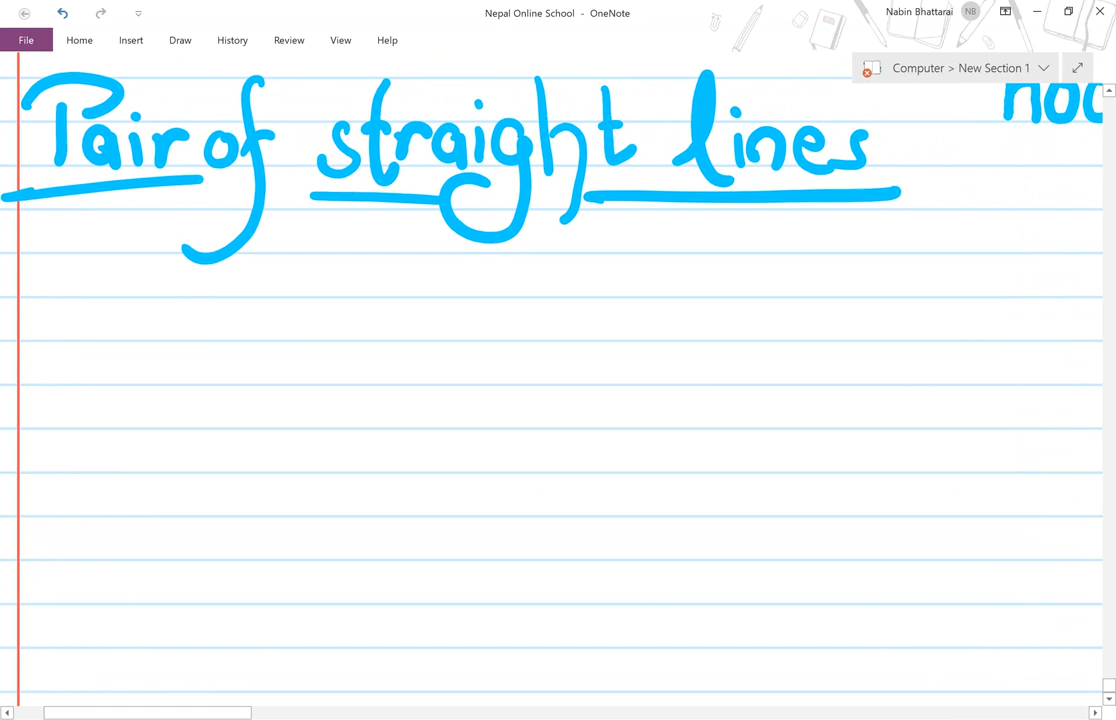 Nepal Online School - OneNote
Nabin Bhattarai NB
File Home Insert Draw History Review View Help
Computer > New Section 1
Pair of straight lines